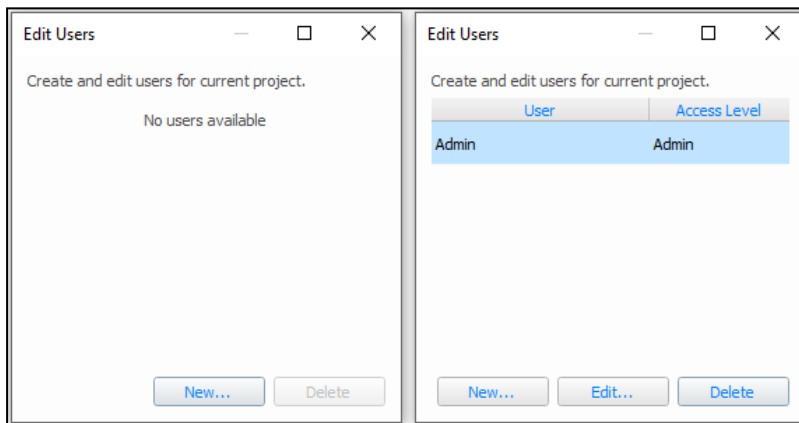 Edit Users
Create and edit users for current project.
No users available
New...
Delete
Edit Users
Create and edit users for current project.
User Access Level
Admin Admin
New... Edit... Delete